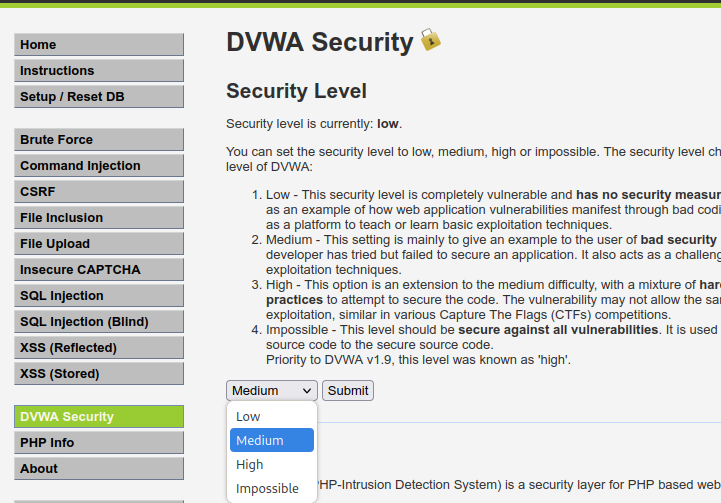 Home
Instructions
Setup / Reset DB
Brute Force
Command Injection
CSRF
File Inclusion
File Upload
Insecure CAPTCHA
SQL Injection
SQL Injection (Blind)
XSS (Reflected)
XSS (Stored)
DVWA Security
PHP Info
About
DVWA Security
Security Level
Security level is currently: low.
You can set the security level to low, medium, high or impossible. The security level ch
level of DVWA:
1. Low - This security level is completely vulnerable and has no security measur
as an example of how web application vulnerabilities manifest through bad codi
as a platform to teach or learn basic exploitation techniques.
2. Medium - This setting is mainly to give an example to the user of bad security
developer has tried but failed to secure an application. It also acts as a challeng
exploitation techniques.
3. High - This option is an extension to the medium difficulty, with a mixture of har
practices to attempt to secure the code. The vulnerability may not allow the sa
exploitation, similar in various Capture The Flags (CTFs) competitions.
4. Impossible - This level should be secure against all vulnerabilities. It is used
source code to the secure source code.
Priority to DVWA v1.9, this level was known as 'high'.
Medium Submit
Low
Medium
High
Impossible
PHP-Intrusion Detection System) is a security layer for PHP based web